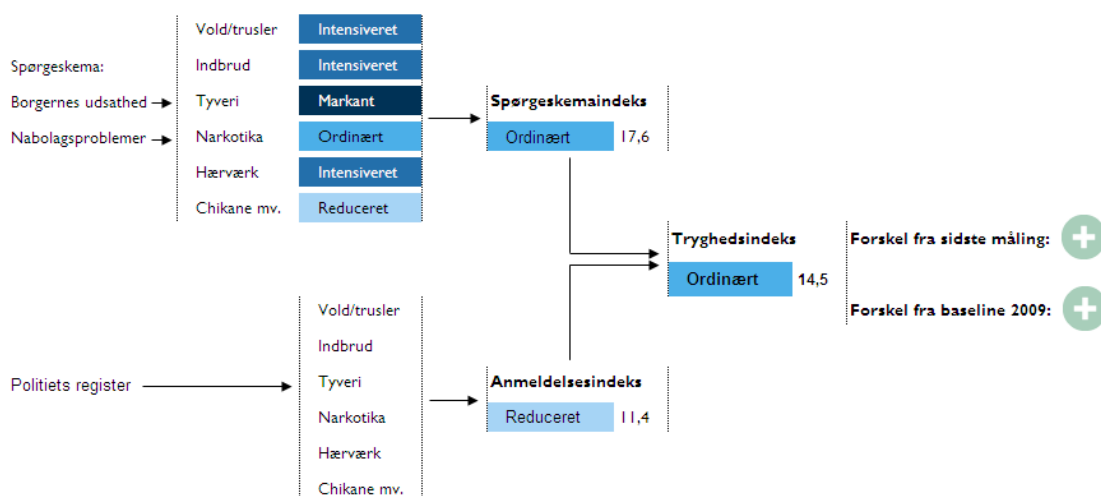 Spørgeskema:
Borgernes udsathed
Nabolagsproblemer
Vold/trusler Intensiveret
Indbrud Intensiveret
Tyveri Markant
Narkotika Ordinært
Hærværk Intensiveret
Chikane mv. Reduceret
Spørgeskemaindeks
Ordinært 17,6
Tryghedsindeks
Ordinært 14,5
Forskel fra sidste måling:
Forskel fra baseline 2009:
Politiets register
Vold/trusler
Indbrud
Tyveri
Narkotika
Hærværk
Chikane mv.
Anmeldelsesindeks
Reduceret 11,4